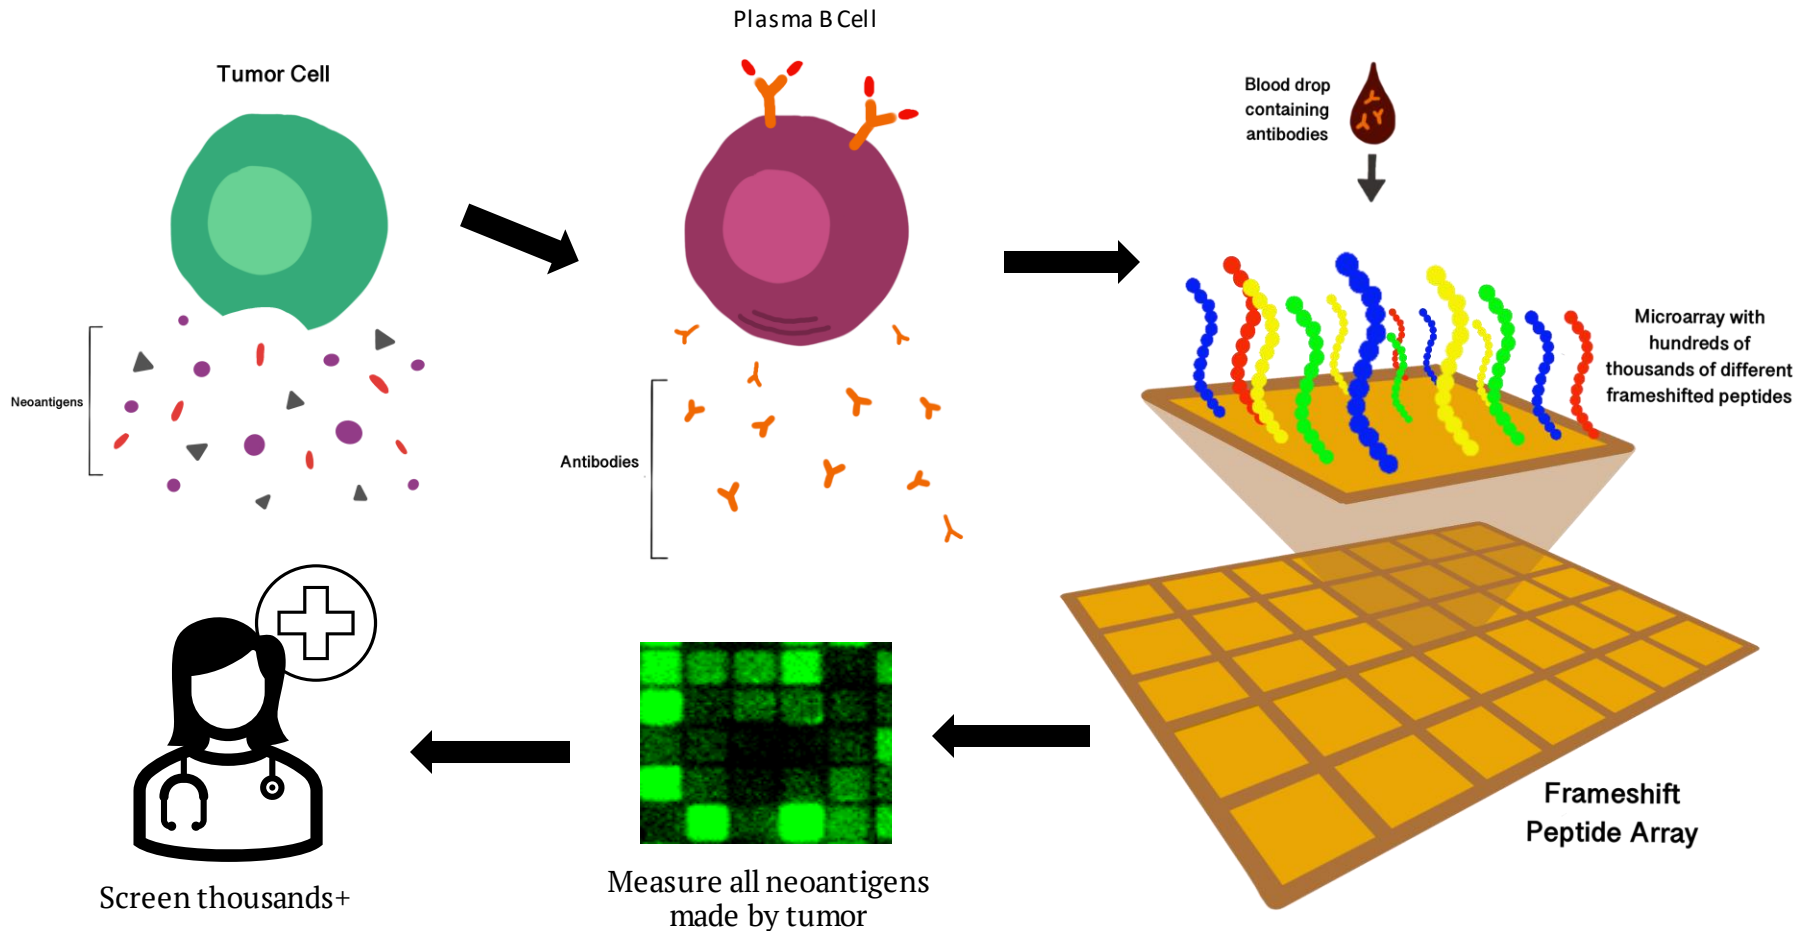 Plasma B Cell
Tumor Cell
Blood drop
containing
antibodies
Microarray with
hundreds of
thousands of different
frameshifted peptides
Neoantigens
Antibodies
Frameshift
Peptide Array
Measure all neoantigens
made by tumor
Screen thousands+